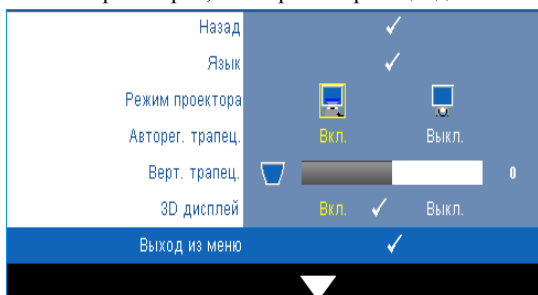 Назад
Язык
Режим проектора
Авторег. трапец. Вкл. Выкл.
Верт. трапец. 0
3D дисплей Вкл. Выкл.
Выход из меню